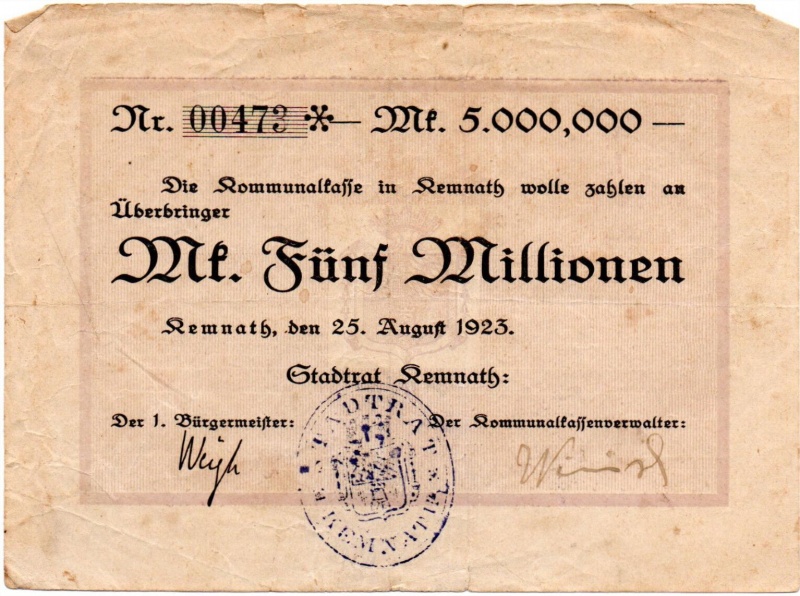 Nr. 00473 *— Mk. 5.000,000 —
Die Kommunalkasse in Kemnath wolle zahlen an
Überbringer
Mk. Fünf Millionen
Kemnath, den 25. August 1923.
Stadtrat Kemnath:
Der 1. Bürgermeister: Der Kommunalkassenverwalter:
Weigh
STADTRAT
KEMNATH